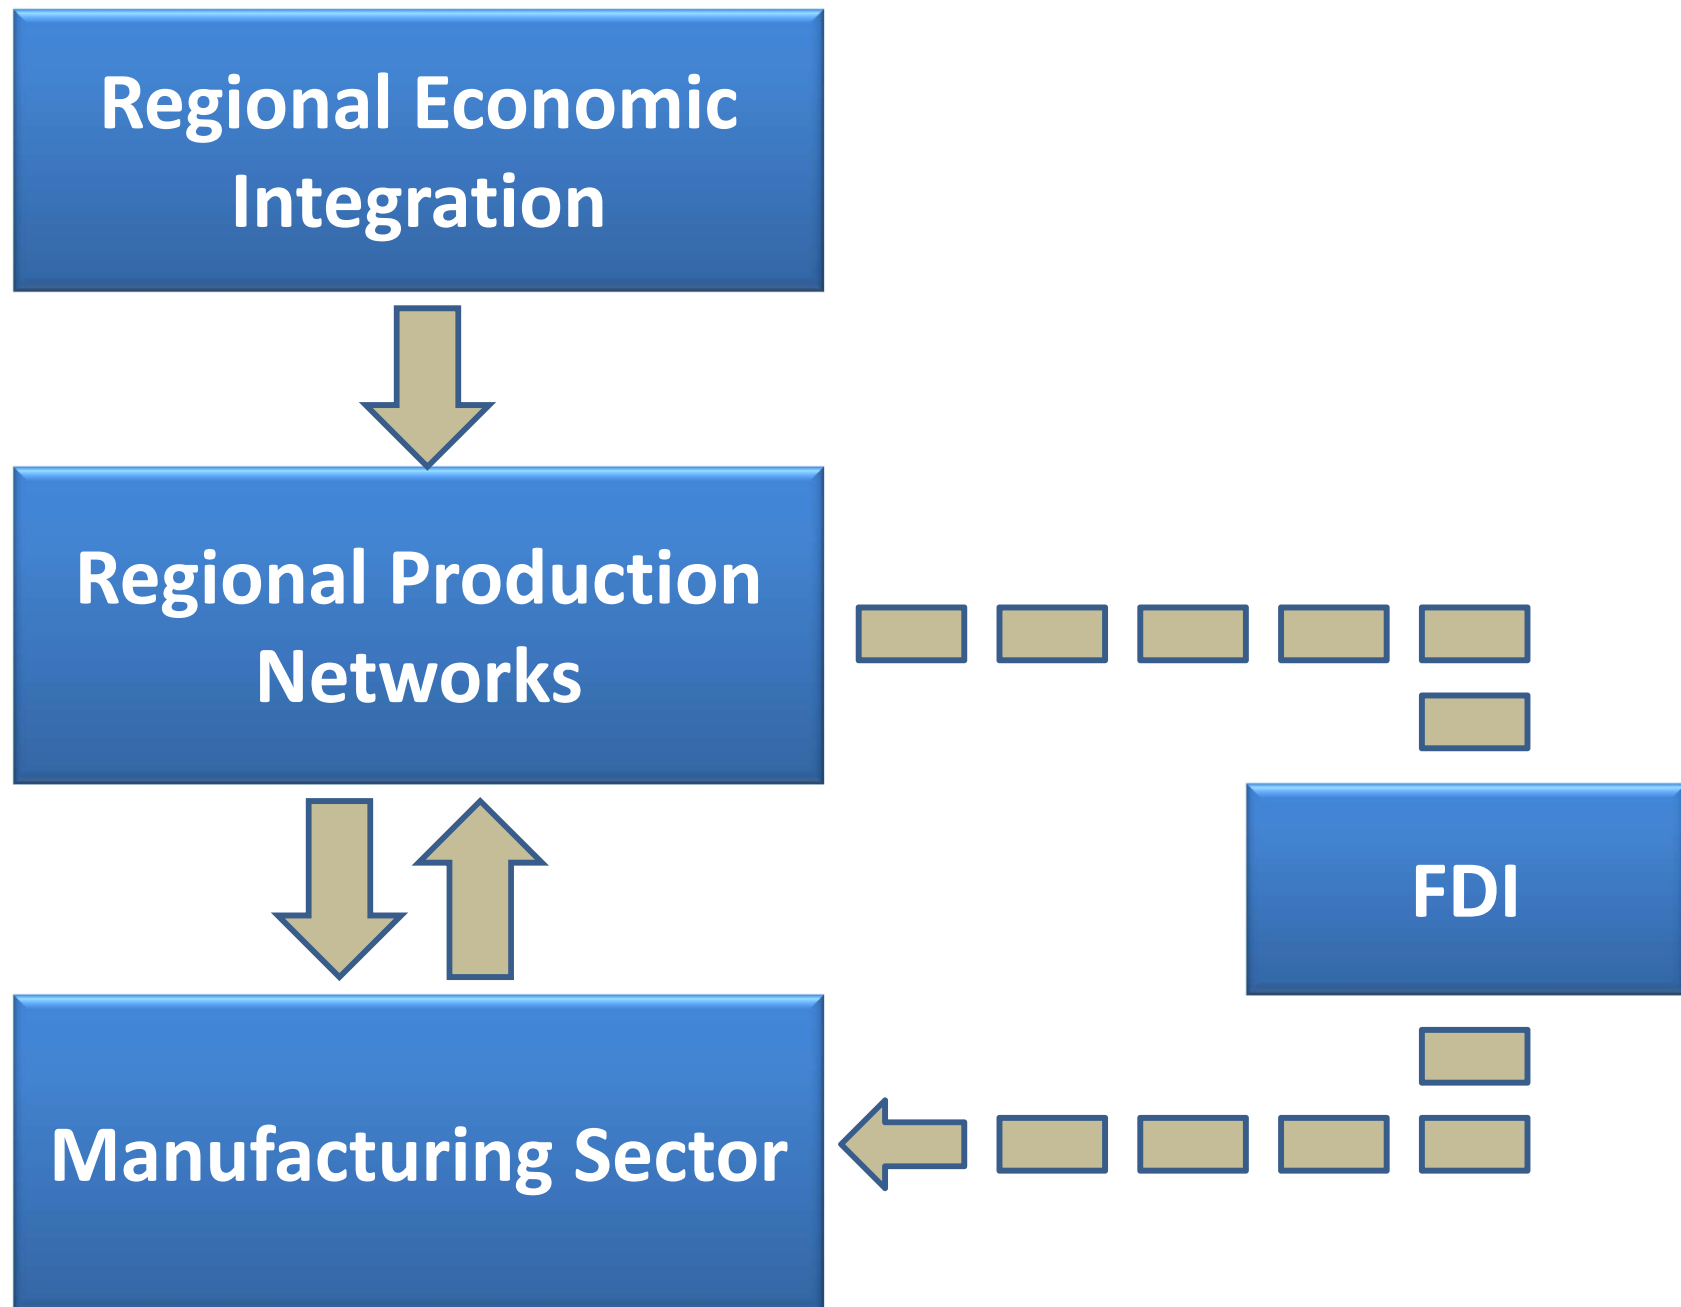 Regional Economic
Integration
Regional Production
Networks
FDI
Manufacturing Sector